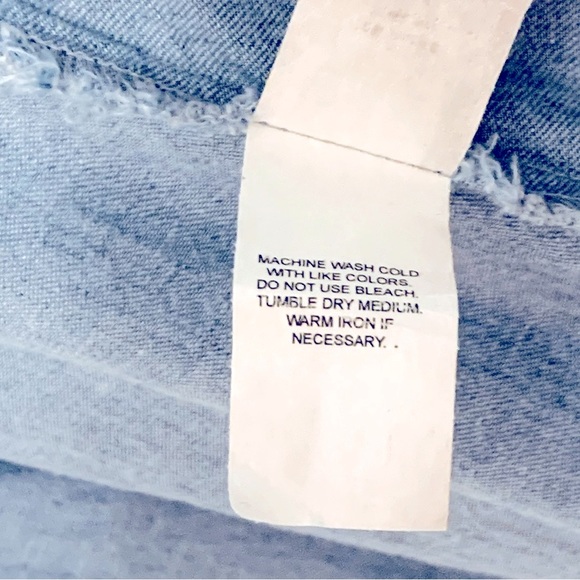 MACHINE WASH COLD
WITH LIKE COLORS.
DO NOT USE BLEACH.
TUMBLE DRY MEDIUM.
WARM IRON IF
NECESSARY. .